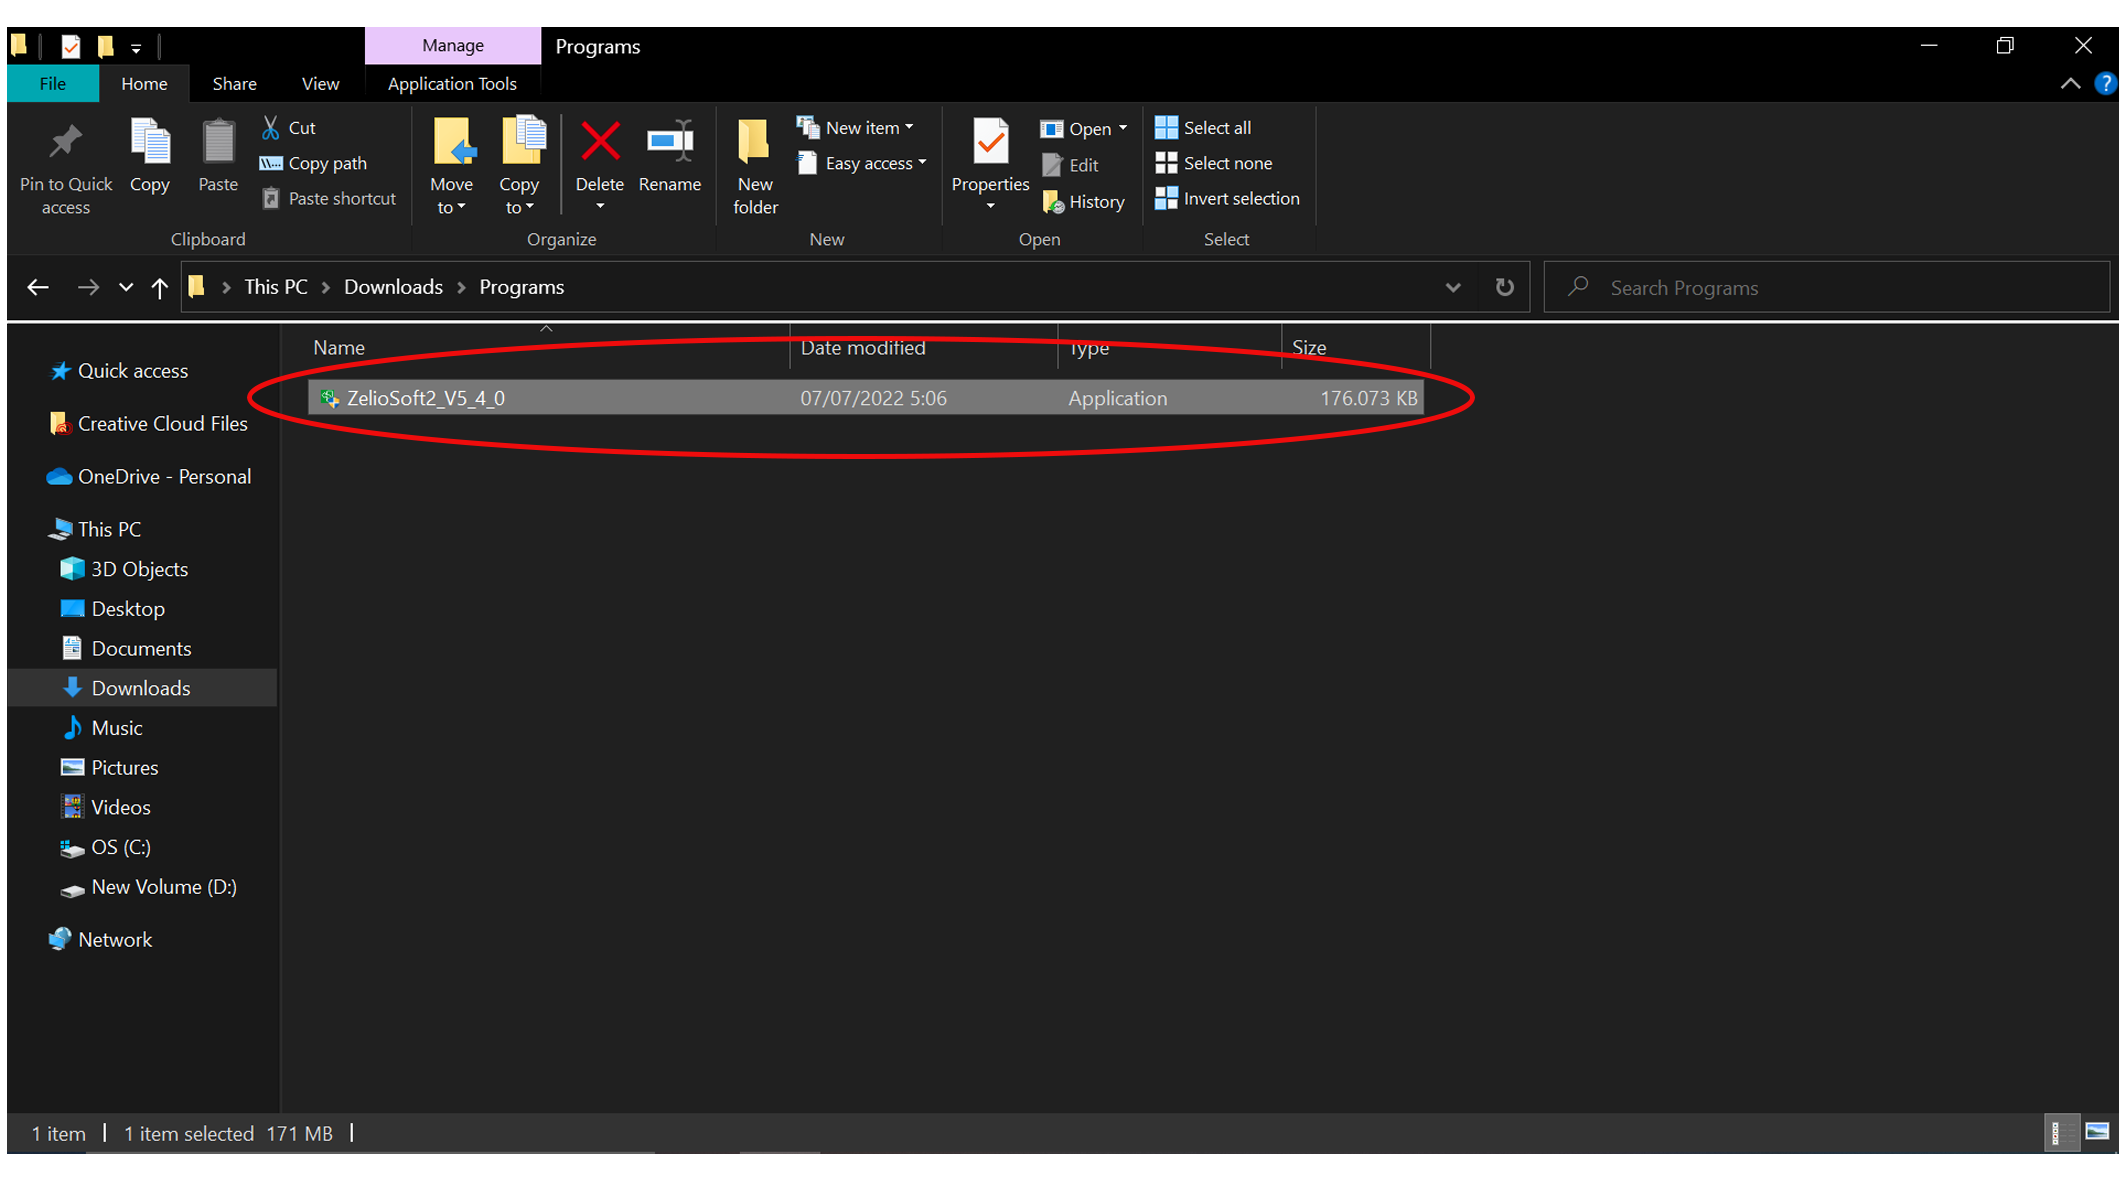 Manage
Programs
File
Home
Share
View
Application Tools
Pin to Quick access
Copy
Paste
Cut
Copy path
Paste shortcut
Clipboard
Move to
Copy to
Delete
Rename
Organize
New folder
New item
Easy access
New
Properties
Open
Edit
History
Open
Select all
Select none
Invert selection
Select
This PC
Downloads
Programs
Search Programs
Name
Date modified
Type
Size
ZelioSoft2_V5_4_0
07/07/2022 5:06
Application
176.073 KB
Quick access
Creative Cloud Files
OneDrive - Personal
This PC
3D Objects
Desktop
Documents
Downloads
Music
Pictures
Videos
OS (C:)
New Volume (D:)
Network
1 item
1 item selected 171 MB